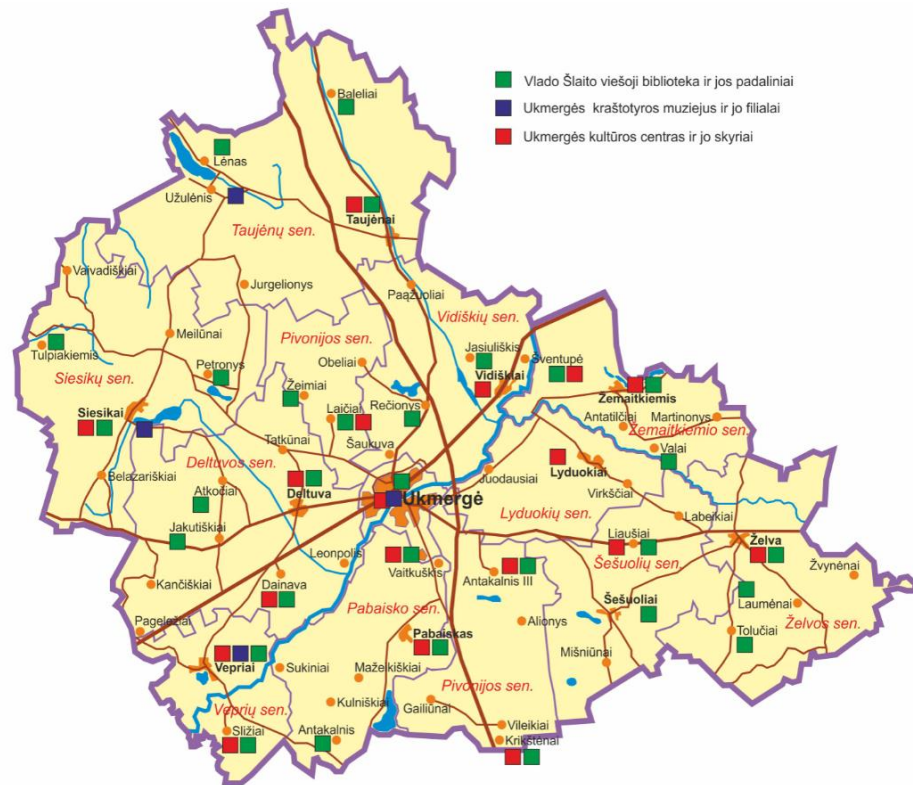 Vlado Šlaito viešoji biblioteka ir jos padaliniai
Ukmergės kraštotyros muziejus ir jo filialai
Ukmergės kultūros centras ir jo skyriai
Baleliai
Lėnas
Užulėnis
Taujėnai
Taujėnų sen.
Vaivadiškiai
Jurgelionys
Paąžuoliai
Vidiškių sen.
Meilūnai
Pivonijos sen.
Tulpiakiemis
Obeliai
Jasiuliškis
Šventupė
Petronys
Siesikų sen.
Vidiškiai
Žemaitkiemis
Žeimiai
Siesikai
Laičiai
Rečionys
Antatilčiai
Martinonys
Žemaitkiemio sen.
Tatkūnai
Šaukuva
Valai
Deltuvos sen.
Belazariškiai
Juodausiai
Lyduokiai
Atkočiai
Deltuva
Ukmergė
Virkščiai
Lyduokių sen.
Labeikiai
Jakutiškiai
Liaušiai
Želva
Leonpolis
Vaitkuškis
Šešuolių sen.
Antakalnis III
Žvynėnai
Kančiškiai
Dainava
Laumėnai
Pabaisko sen.
Šešuoliai
Želvos sen.
Pageležiai
Alionys
Pabaiskas
Tolučiai
Vepriai
Sukiniai
Mažeikiškiai
Mišniūnai
Pivonijos sen.
Veprių sen.
Kulniškiai
Gailiūnai
Sližiai
Antakalnis
Vileikiai
Krikštėnai